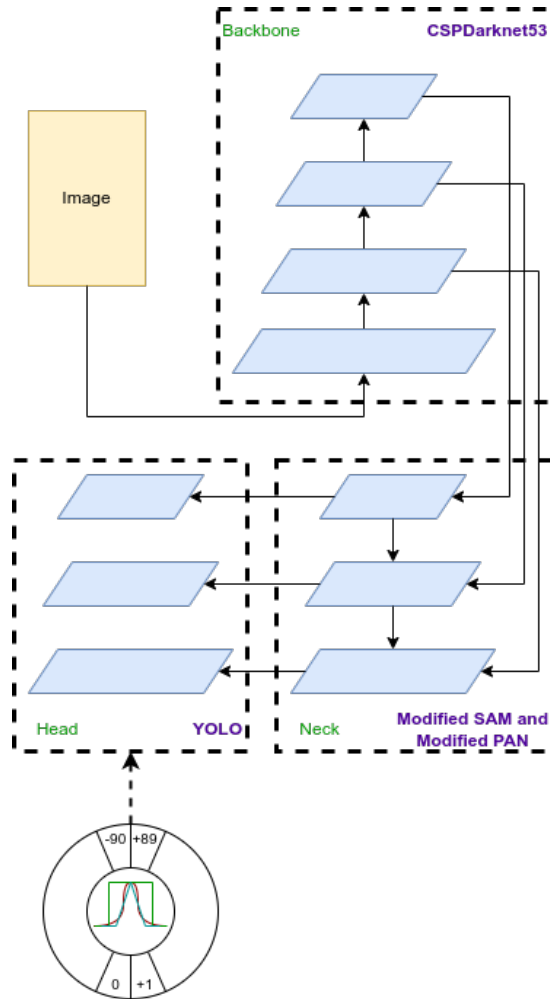 Backbone
CSPDarknet53
Image
Head
YOLO
Neck
Modified SAM and
Modified PAN
-90
+89
0
+1